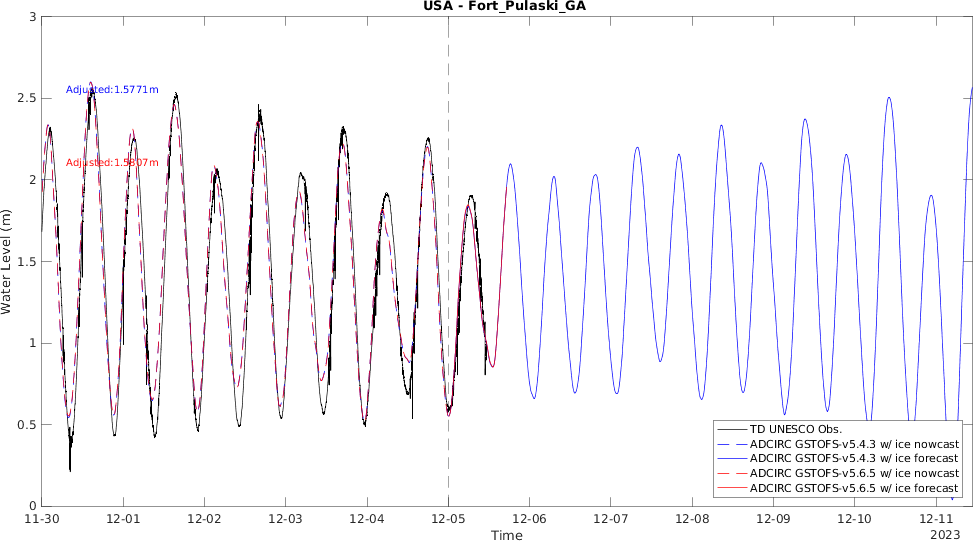 USA - Fort_Pulaski_GA
3
2.5
2
1.5
1
0.5
0
Water Level (m)
Adjusted:1.5771m
Adjusted:1.5807m
TD UNESCO Obs.
ADCIRC GSTOFS-v5.4.3 w/ ice nowcast
ADCIRC GSTOFS-v5.4.3 w/ ice forecast
ADCIRC GSTOFS-v5.6.5 w/ ice nowcast
ADCIRC GSTOFS-v5.6.5 w/ ice forecast
11-30 12-01 12-02 12-03 12-04 12-05 12-06 12-07 12-08 12-09 12-10 12-11
2023
Time